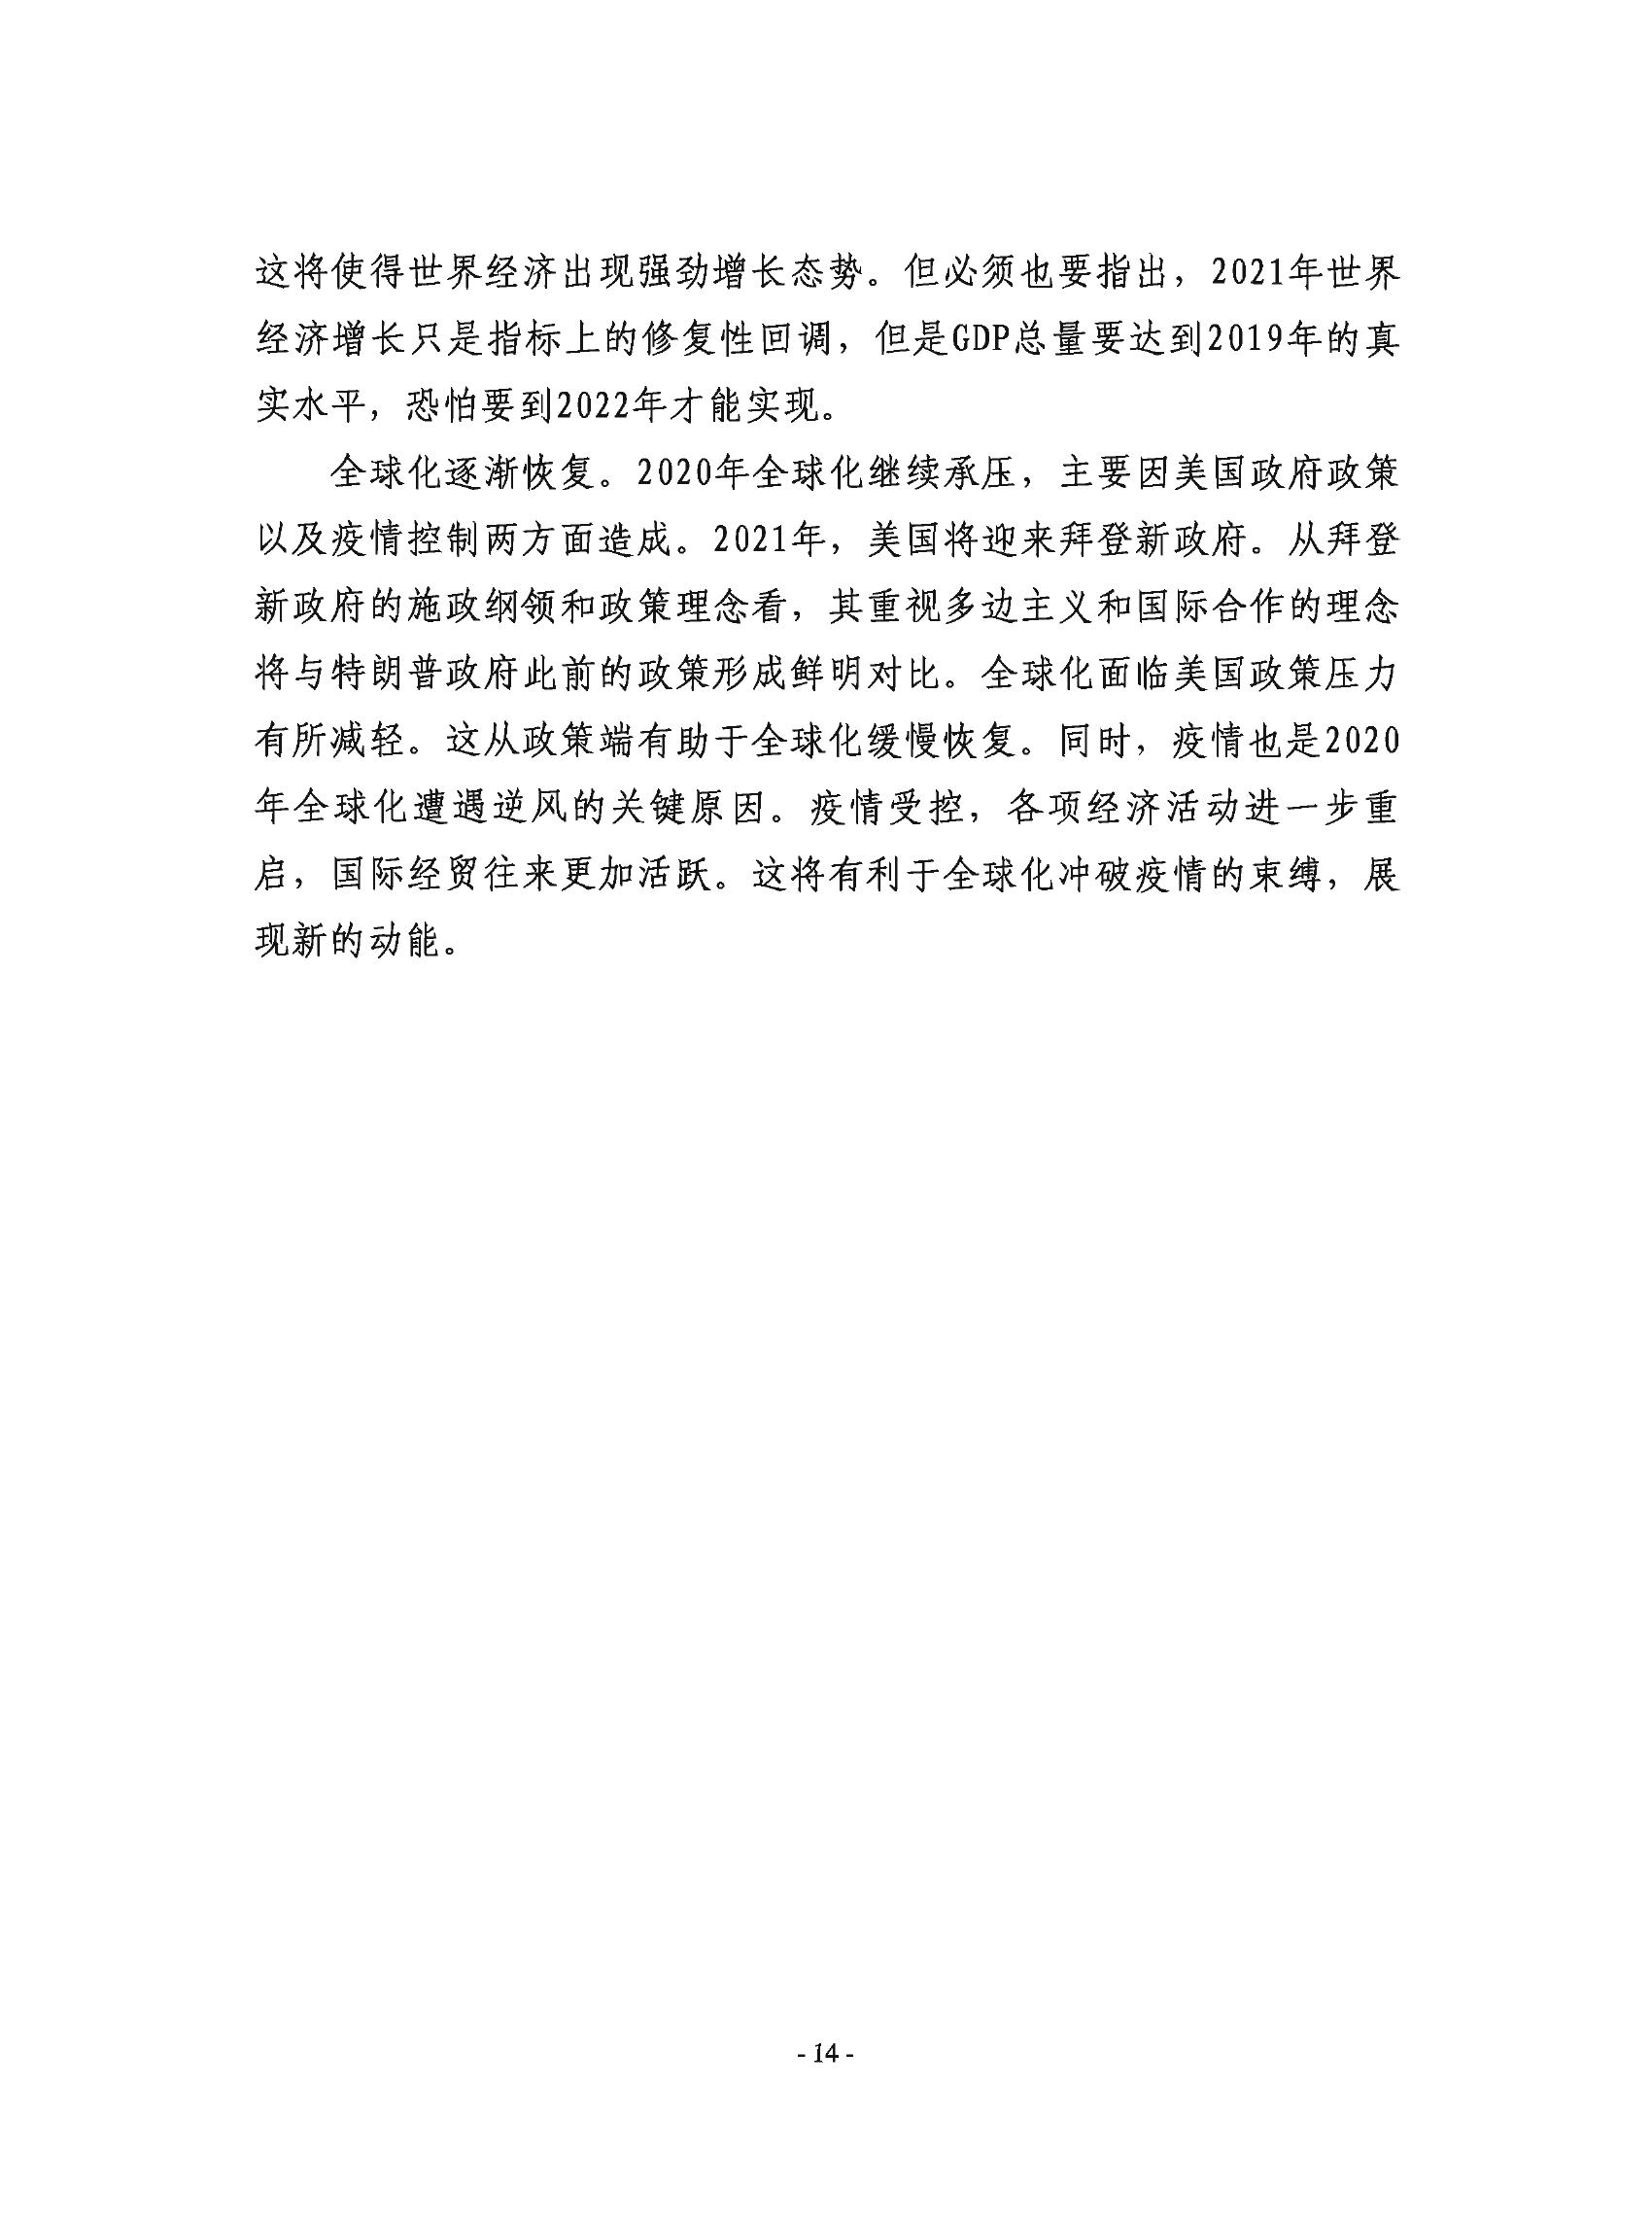 这将使得世界经济出现强劲增长态势。但必须也要指出，2021年世界
经济增长只是指标上的修复性回调，但是GDP总量要达到2019年的真
实水平，恐怕要到2022年才能实现。
全球化逐渐恢复。2020年全球化继续承压，主要因美国政府政策
以及疫情控制两方面造成。2021年，美国将迎来拜登新政府。从拜登
新政府的施政纲领和政策理念看，其重视多边主义和国际合作的理念
将与特朗普政府此前的政策形成鲜明对比。全球化面临美国政策压力
有所减轻。这从政策端有助于全球化缓慢恢复。同时，疫情也是2020
年全球化遭遇逆风的关键原因。疫情受控，各项经济活动进一步重
启，国际经贸往来更加活跃。这将有利于全球化冲破疫情的束缚，展
现新的动能。
- 14 -